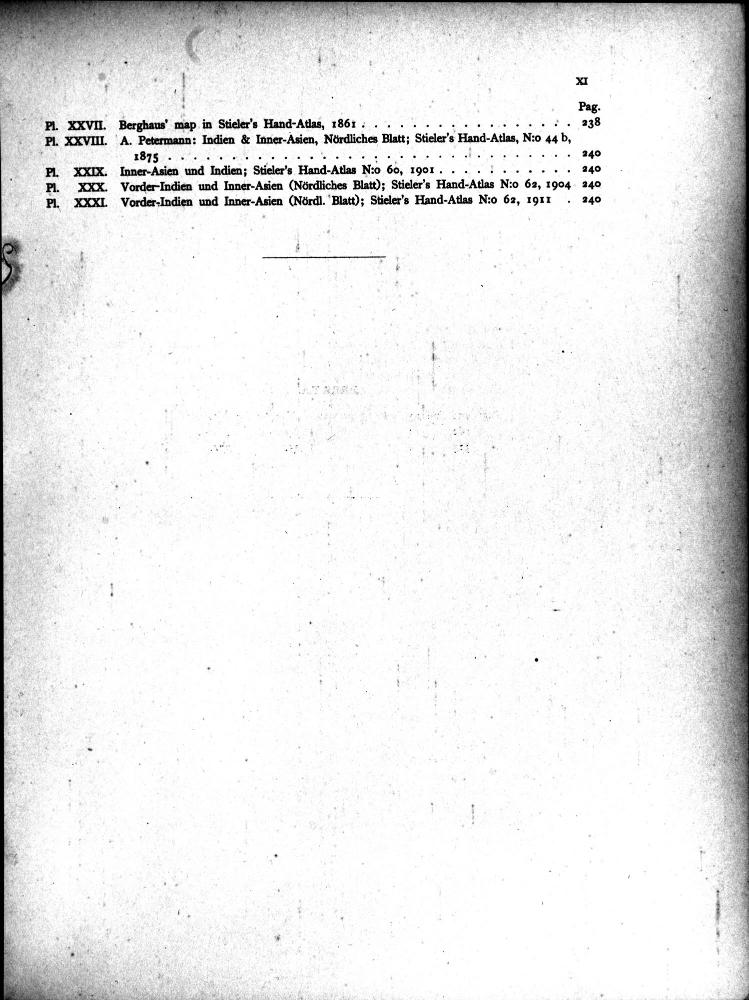 XI
Pag.
Pl. XXVII. Berghaus' map in Stieler's Hand-Atlas, 1861 . . . . . . . . . . . . . . . . . 238
Pl. XXVIII. A. Petermann: Indien & Inner-Asien, Nördliches Blatt; Stieler's Hand-Atlas, N:o 44 b,
1875 . . . . . . . . . . . . . . . . . . . . . . . . . . . . . . . . . 240
Pl. XXIX. Inner-Asien und Indien; Stieler's Hand-Atlas N:o 60, 1901 . . . . . . . . . . . 240
Pl. XXX. Vorder-Indien und Inner-Asien (Nördliches Blatt); Stieler's Hand-Atlas N:o 62, 1904 240
Pl. XXXI. Vorder-Indien und Inner-Asien (Nördl. Blatt); Stieler's Hand-Atlas N:o 62, 1911 . 240